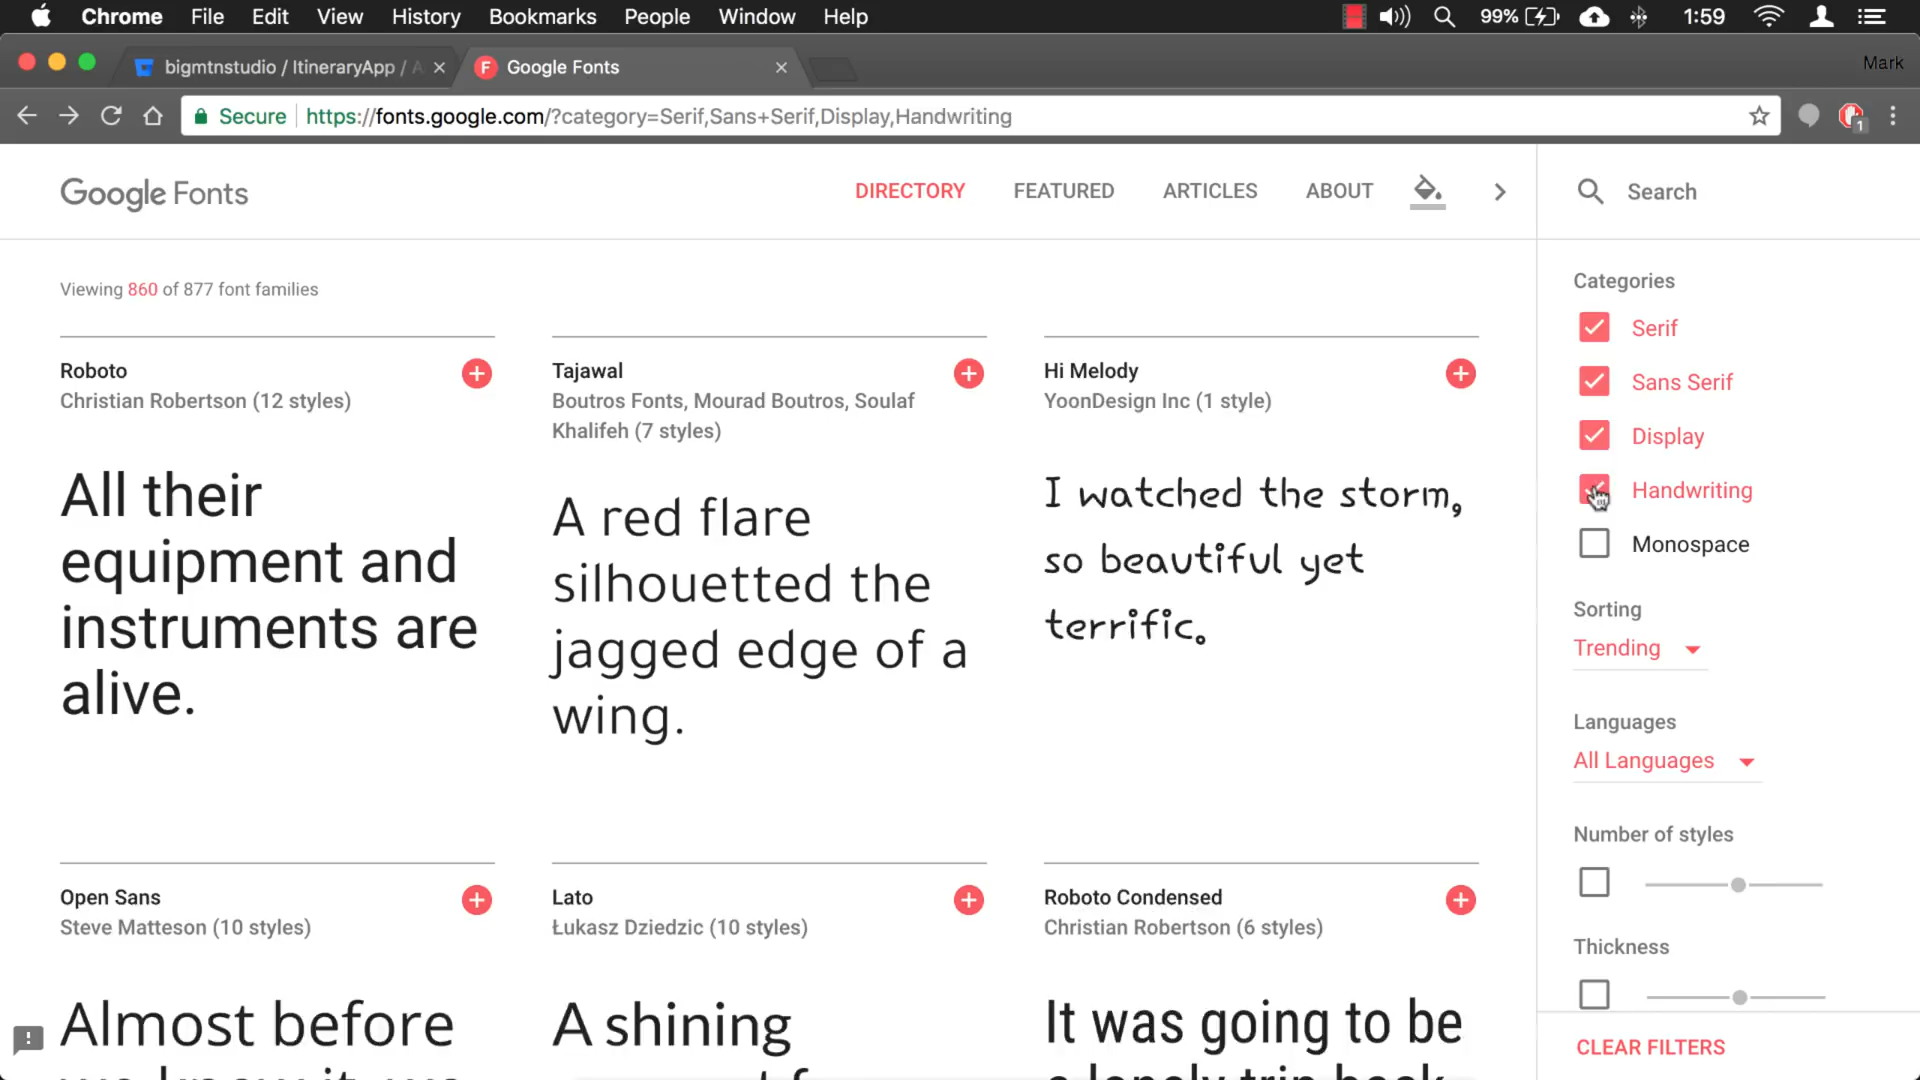 Chrome File Edit View History Bookmarks People Window Help 99% 1:59
bigmtnstudio / ItineraryApp / A Google Fonts Mark
Secure https://fonts.google.com/?category=Serif,Sans+Serif,Display,Handwriting 1
Google Fonts DIRECTORY FEATURED ARTICLES ABOUT Search
Viewing 860 of 877 font families
Roboto
Christian Robertson (12 styles)
All their
equipment and
instruments are
alive.
Tajawal
Boutros Fonts, Mourad Boutros, Soulaf
Khalifeh (7 styles)
A red flare
silhouetted the
jagged edge of a
wing.
Hi Melody
YoonDesign Inc (1 style)
I watched the storm,
so beautiful yet
terrific.
Open Sans
Steve Matteson (10 styles)
Almost before
Lato
Łukasz Dziedzic (10 styles)
A shining
Roboto Condensed
Christian Robertson (6 styles)
It was going to be
a lonely trip back
Categories
Serif
Sans Serif
Display
Handwriting
Monospace
Sorting
Trending
Languages
All Languages
Number of styles
Thickness
CLEAR FILTERS